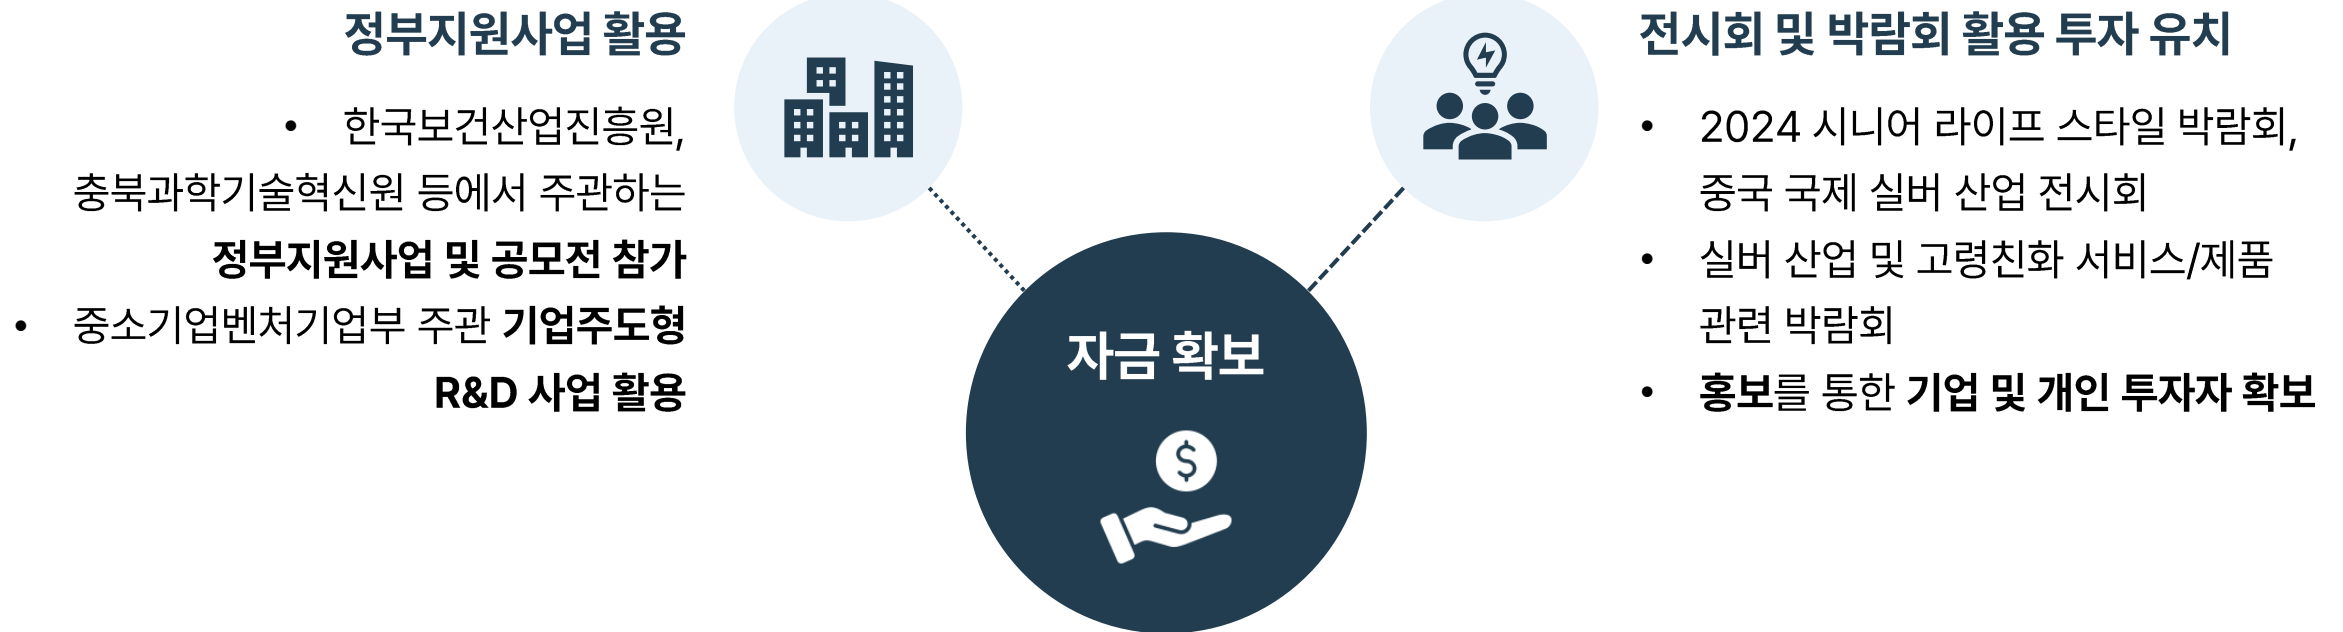 정부지원사업 활용
• 한국보건산업진흥원,
충북과학기술혁신원 등에서 주관하는
정부지원사업 및 공모전 참가
• 중소기업벤처기업부 주관 기업주도형
R&D 사업 활용
전시회 및 박람회 활용 투자 유치
• 2024 시니어 라이프 스타일 박람회,
중국 국제 실버 산업 전시회
• 실버 산업 및 고령친화 서비스/제품
관련 박람회
• 홍보를 통한 기업 및 개인 투자자 확보
자금 확보
$